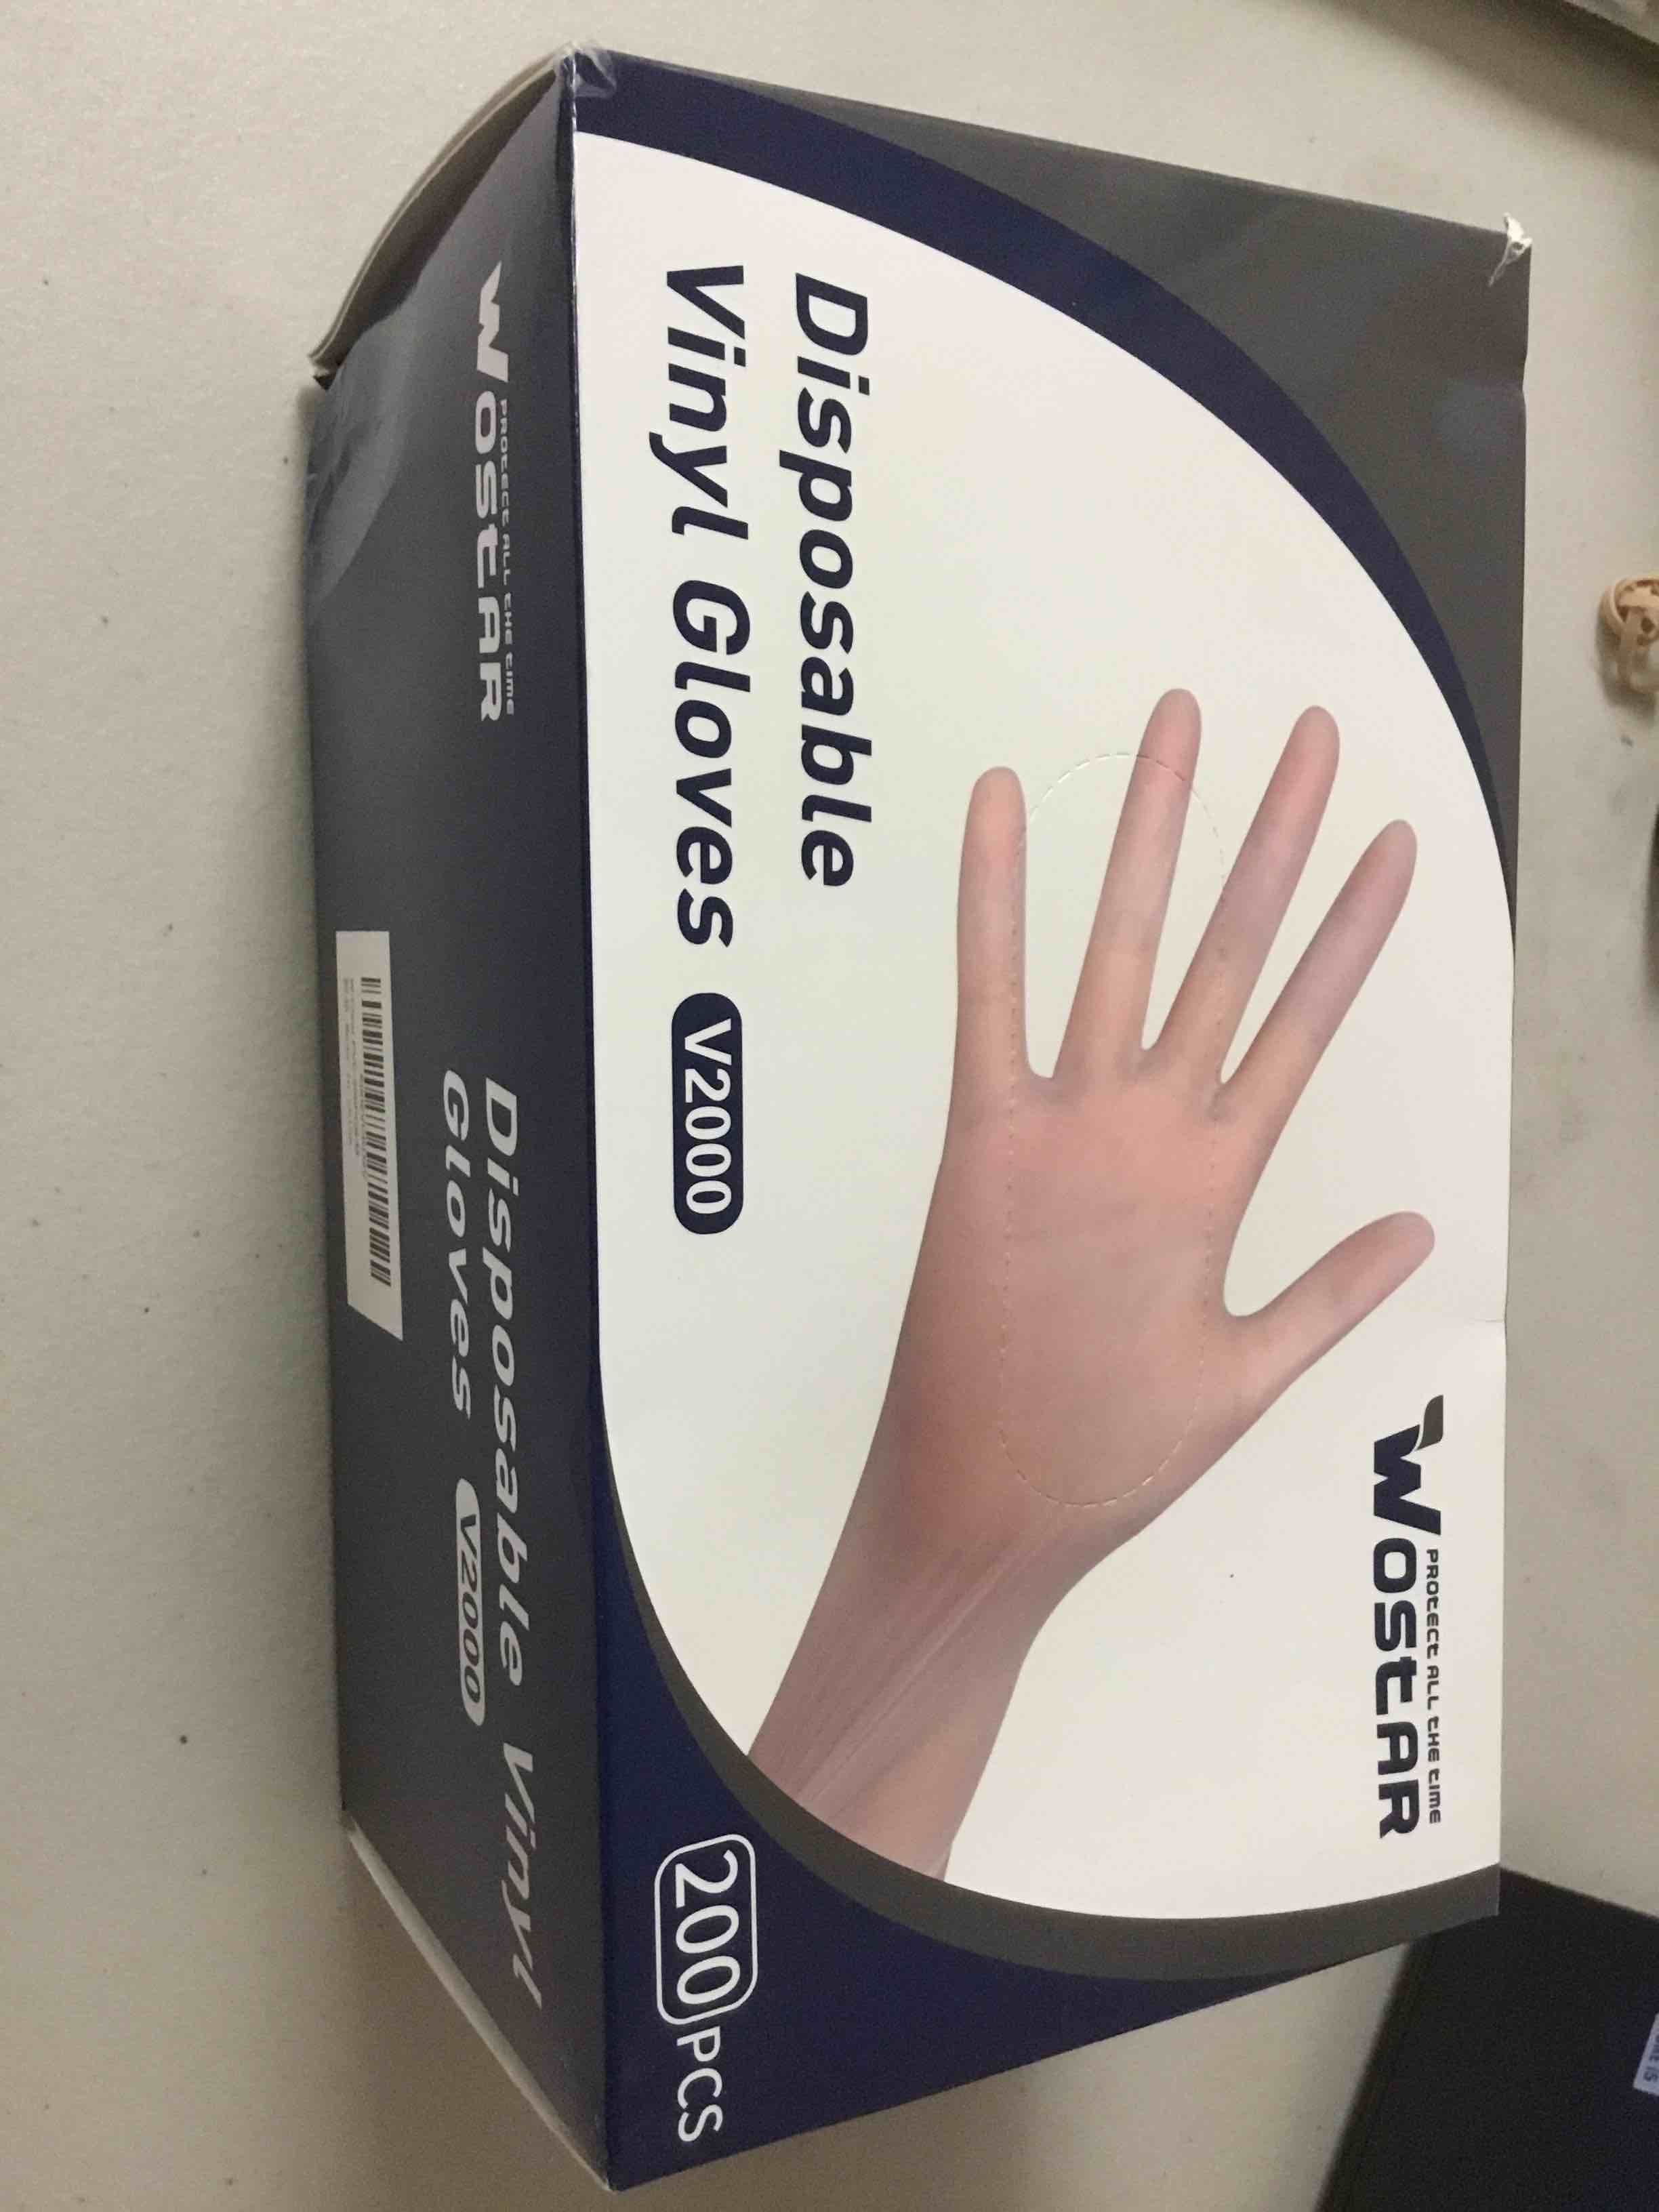 PROTECT ALL THE TIME
WOSTAR
Disposable
Vinyl Gloves V2000
200 PCS
PROTECT ALL THE TIME
WOSTAR
Disposable Vinyl
Gloves V2000